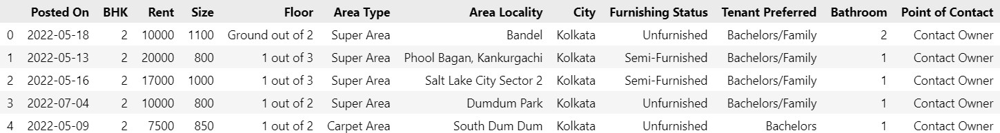 Posted On BHK Rent Size Floor Area Type Area Locality City Furnishing Status Tenant Preferred Bathroom Point of Contact
0 2022-05-18 2 10000 1100 Ground out of 2 Super Area Bandel Kolkata Unfurnished Bachelors/Family 2 Contact Owner
1 2022-05-13 2 20000 800 1 out of 3 Super Area Phool Bagan, Kankurgachi Kolkata Semi-Furnished Bachelors/Family 1 Contact Owner
2 2022-05-16 2 17000 1000 1 out of 3 Super Area Salt Lake City Sector 2 Kolkata Semi-Furnished Bachelors/Family 1 Contact Owner
3 2022-07-04 2 10000 800 1 out of 2 Super Area Dumdum Park Kolkata Unfurnished Bachelors/Family 1 Contact Owner
4 2022-05-09 2 7500 850 1 out of 2 Carpet Area South Dum Dum Kolkata Unfurnished Bachelors 1 Contact Owner